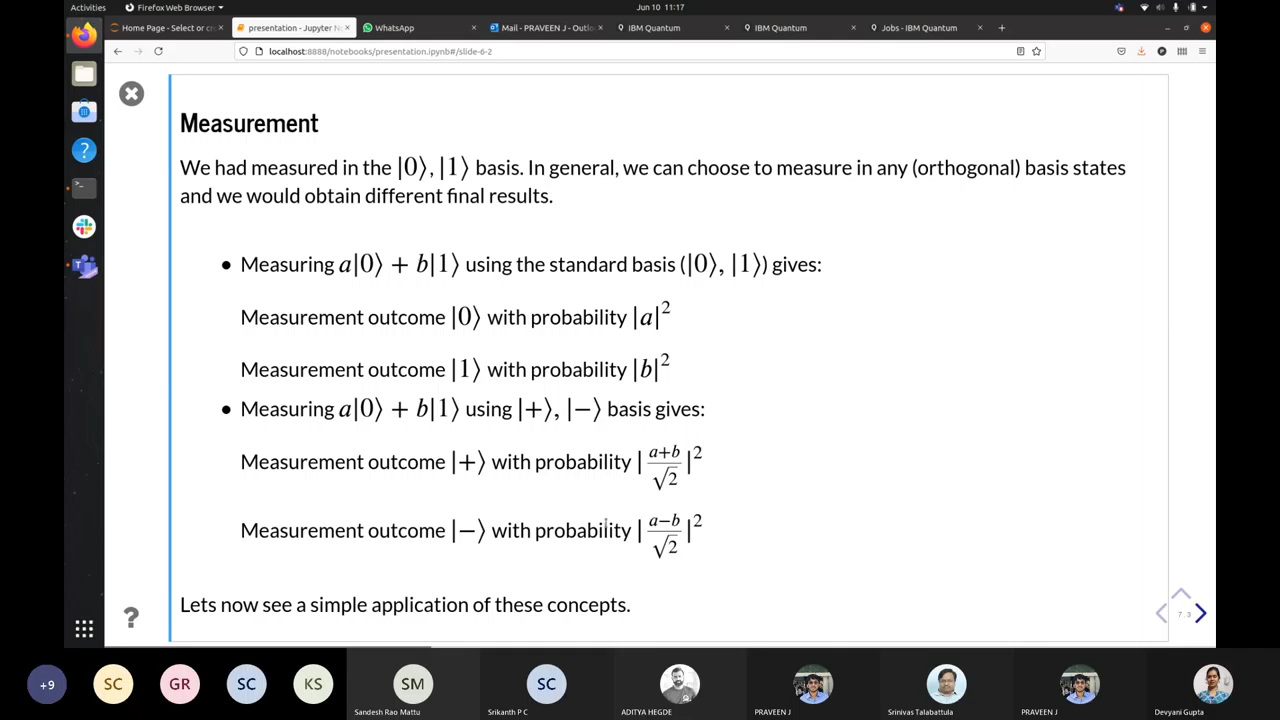 Activities
Firefox Web Browser
Jun 10 11:17
Home Page - Select or cr
presentation - Jupyter N
WhatsApp
Mail - PRAVEEN J - Outlo
IBM Quantum
IBM Quantum
Jobs - IBM Quantum
localhost:8888/notebooks/presentation.ipynb#/slide-6-2
Measurement
We had measured in the |0⟩, |1⟩ basis. In general, we can choose to measure in any (orthogonal) basis states
and we would obtain different final results.
• Measuring a|0⟩ + b|1⟩ using the standard basis (|0⟩, |1⟩) gives:
Measurement outcome |0⟩ with probability |a|²
Measurement outcome |1⟩ with probability |b|²
• Measuring a|0⟩ + b|1⟩ using |+⟩, |−⟩ basis gives:
Measurement outcome |+⟩ with probability |(a+b)/√2|²
Measurement outcome |−⟩ with probability |(a−b)/√2|²
Lets now see a simple application of these concepts.
?
7.3
+9
SC
GR
SC
KS
SM
SC
Sandesh Rao Mattu
Srikanth P C
ADITYA HEGDE
PRAVEEN J
Srinivas Talabattula
PRAVEEN J
Devyani Gupta